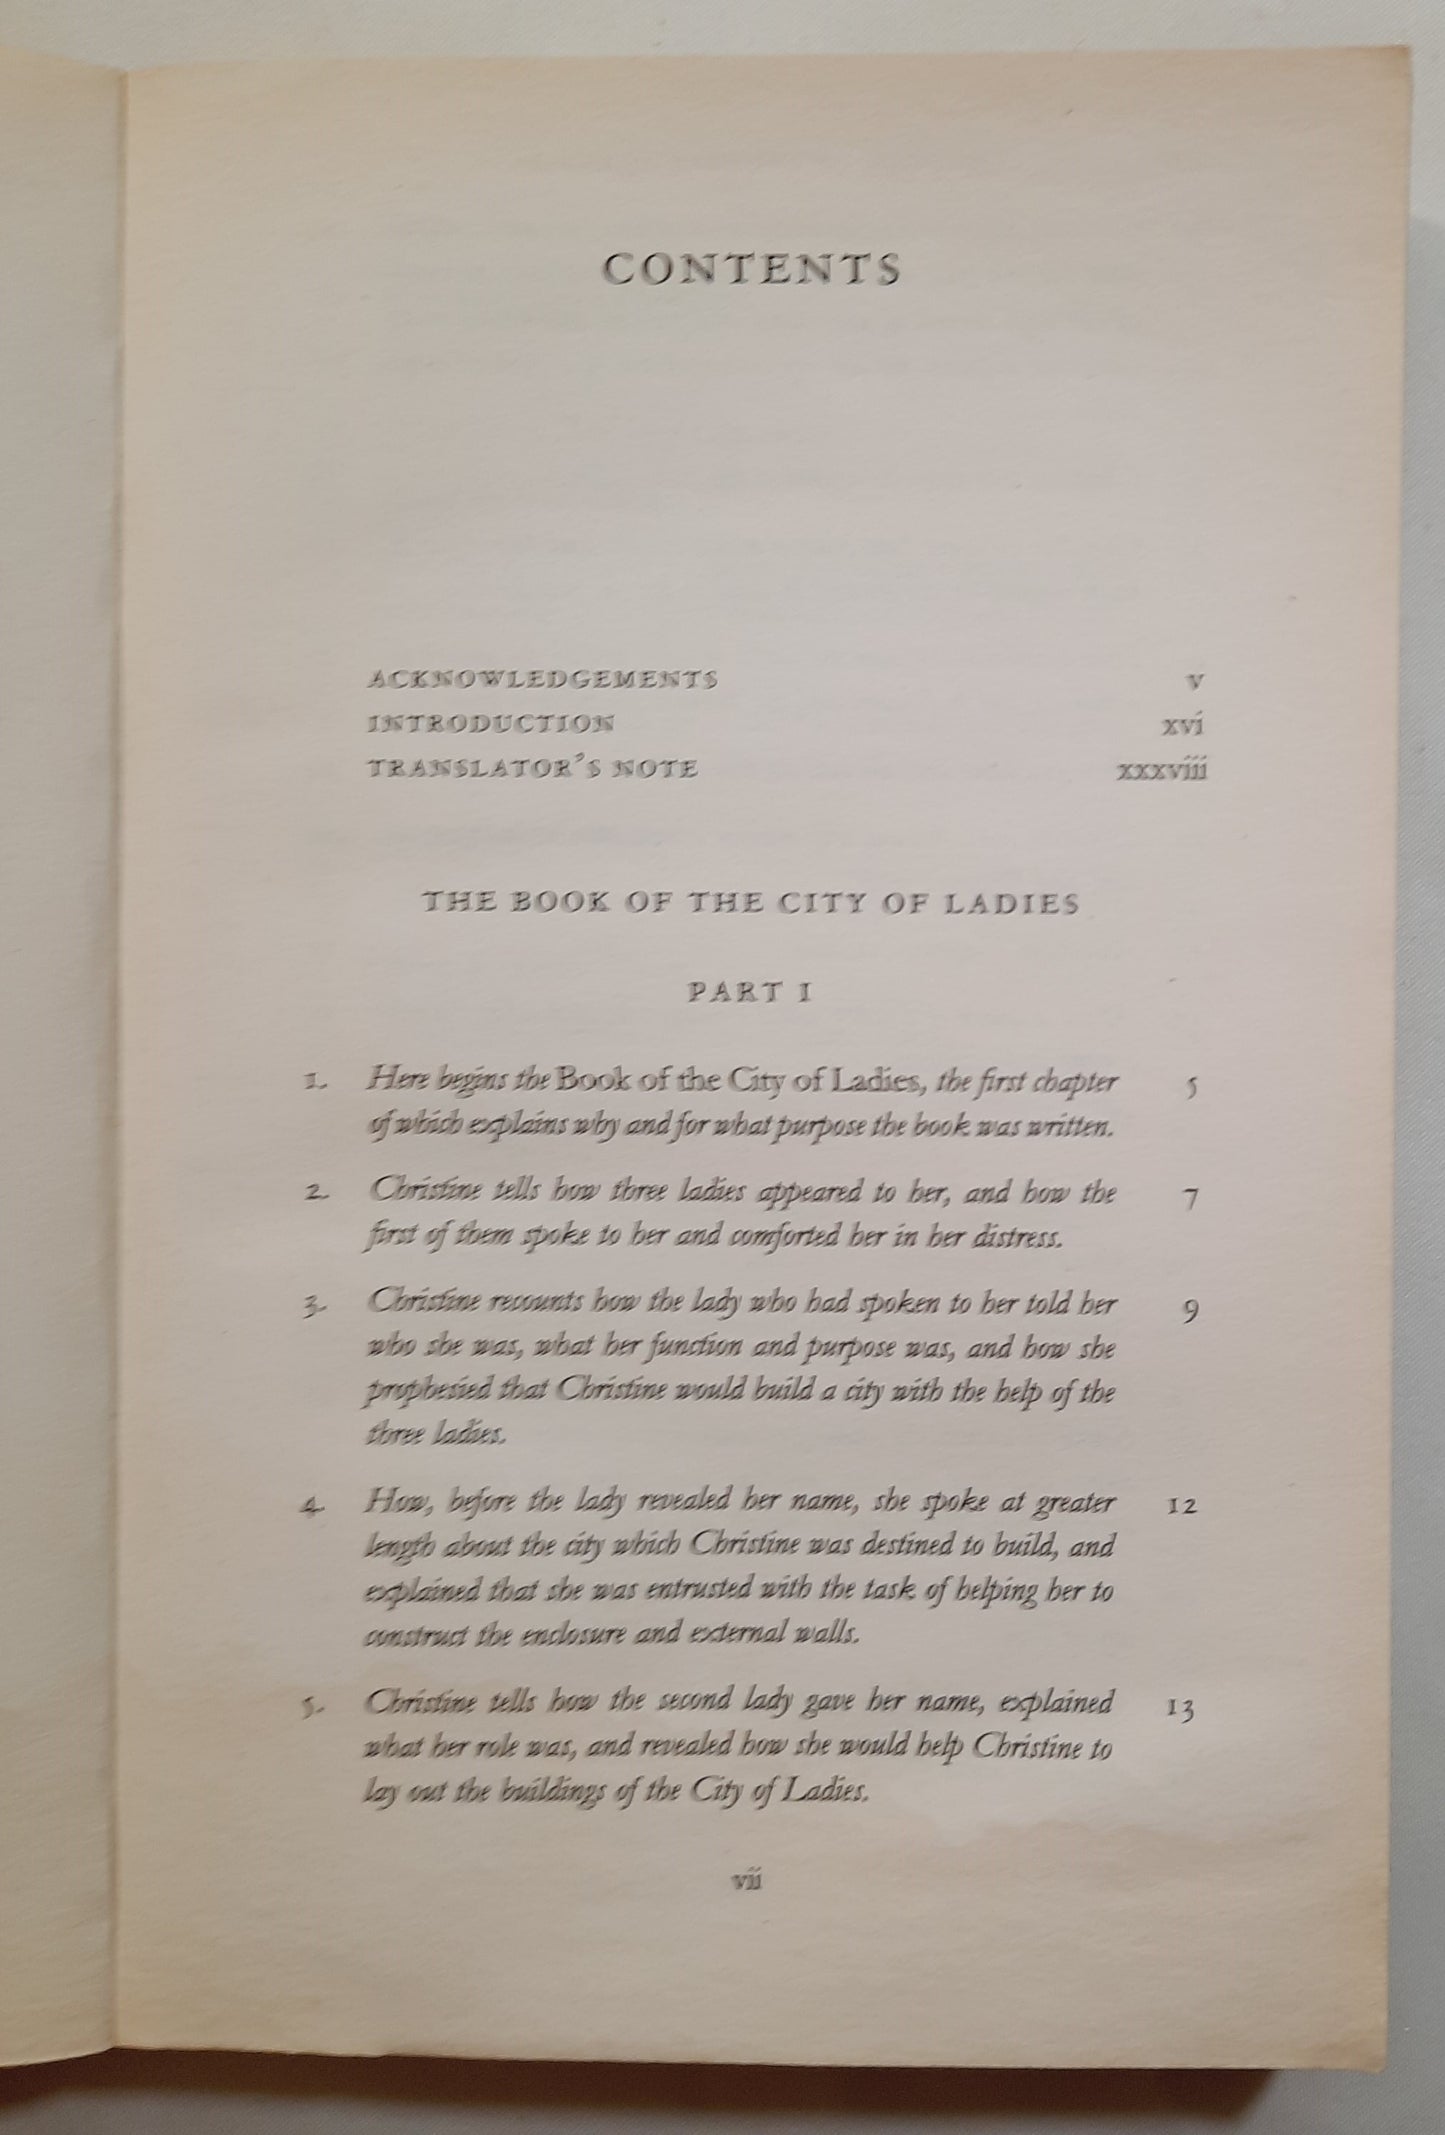 CONTENTS
ACKNOWLEDGEMENTS v
INTRODUCTION xvi
TRANSLATOR'S NOTE xxxviii
THE BOOK OF THE CITY OF LADIES
PART I
1. Here begins the Book of the City of Ladies, the first chapter 5
of which explains why and for what purpose the book was written.
2. Christine tells how three ladies appeared to her, and how the 7
first of them spoke to her and comforted her in her distress.
3. Christine recounts how the lady who had spoken to her told her 9
who she was, what her function and purpose was, and how she
prophesied that Christine would build a city with the help of the
three ladies.
4. How, before the lady revealed her name, she spoke at greater 12
length about the city which Christine was destined to build, and
explained that she was entrusted with the task of helping her to
construct the enclosure and external walls.
5. Christine tells how the second lady gave her name, explained 13
what her role was, and revealed how she would help Christine to
lay out the buildings of the City of Ladies.
vii